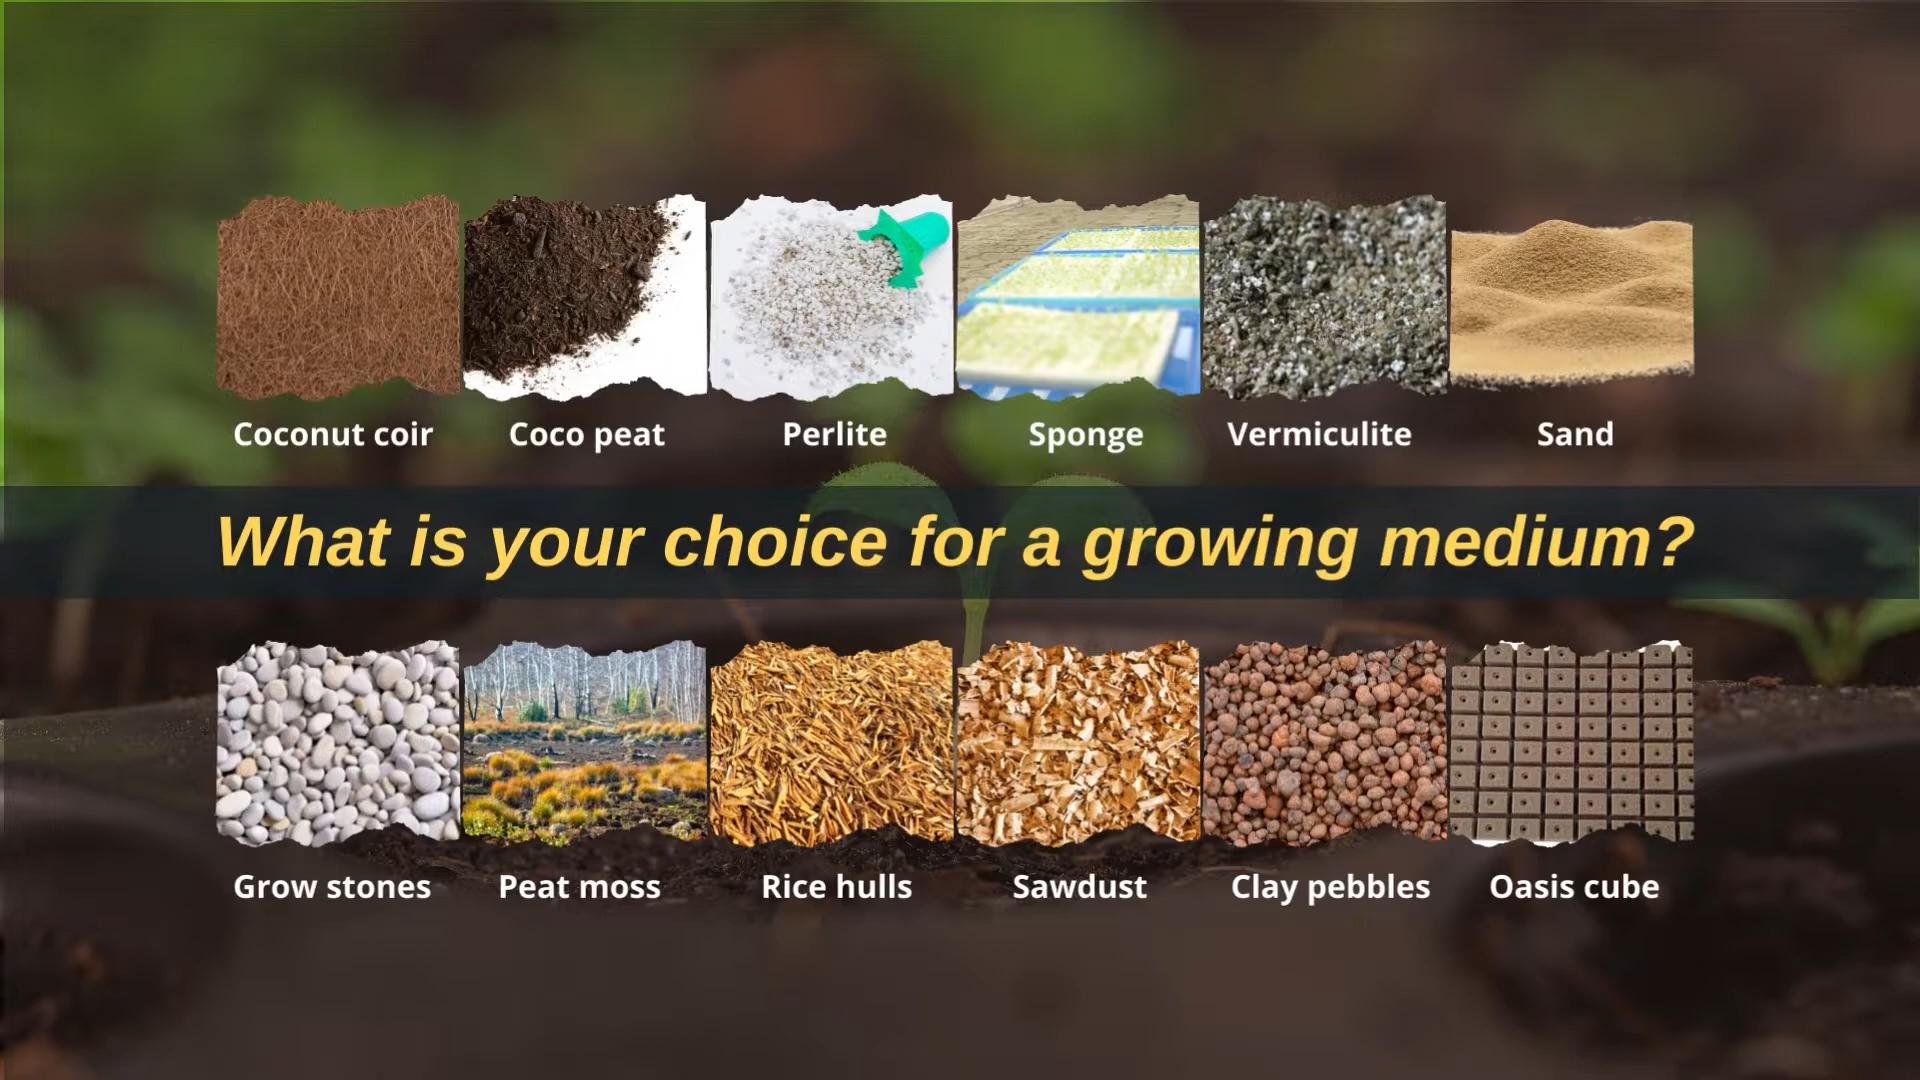 Coconut coir
Coco peat
Perlite
Sponge
Vermiculite
Sand
What is your choice for a growing medium?
Grow stones
Peat moss
Rice hulls
Sawdust
Clay pebbles
Oasis cube